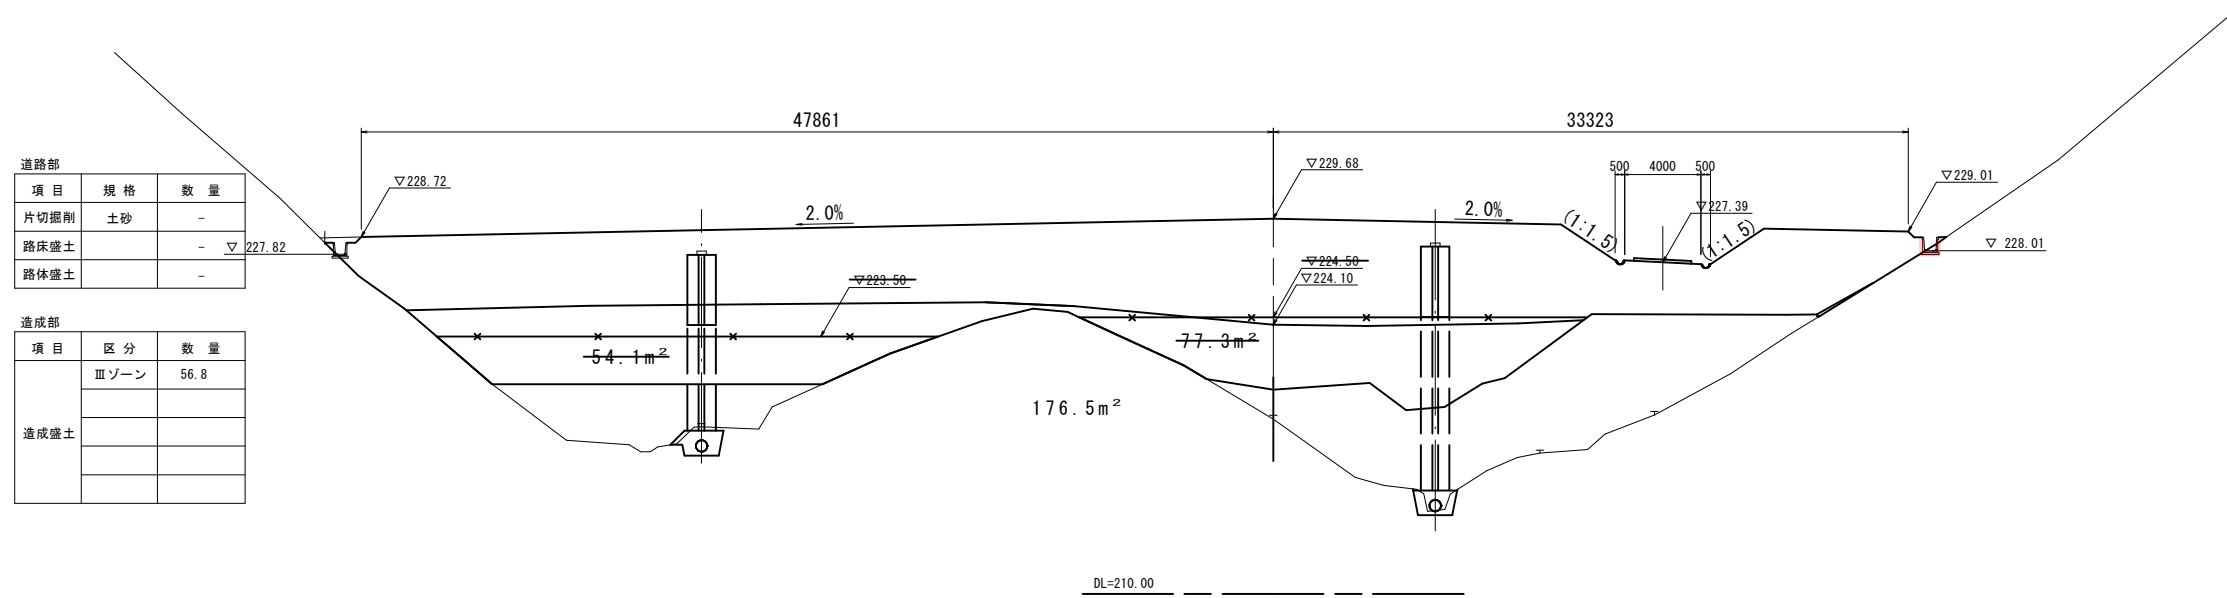 47861
33323
道路部
項 目 規 格 数 量
片切掘削 土砂 －
路床盛土 －
路体盛土 －
▽228.72
▽229.68
500 4000 500
▽229.01
2.0%
2.0%
(1:1.5)
▽227.39
(1:1.5)
▽ 227.82
▽ 228.01
▽223.50
▽224.50
▽224.10
造成部
項 目 区 分 数 量
造成盛土 Ⅲゾーン 56.8
54.1m²
77.3m²
176.5m²
DL=210.00